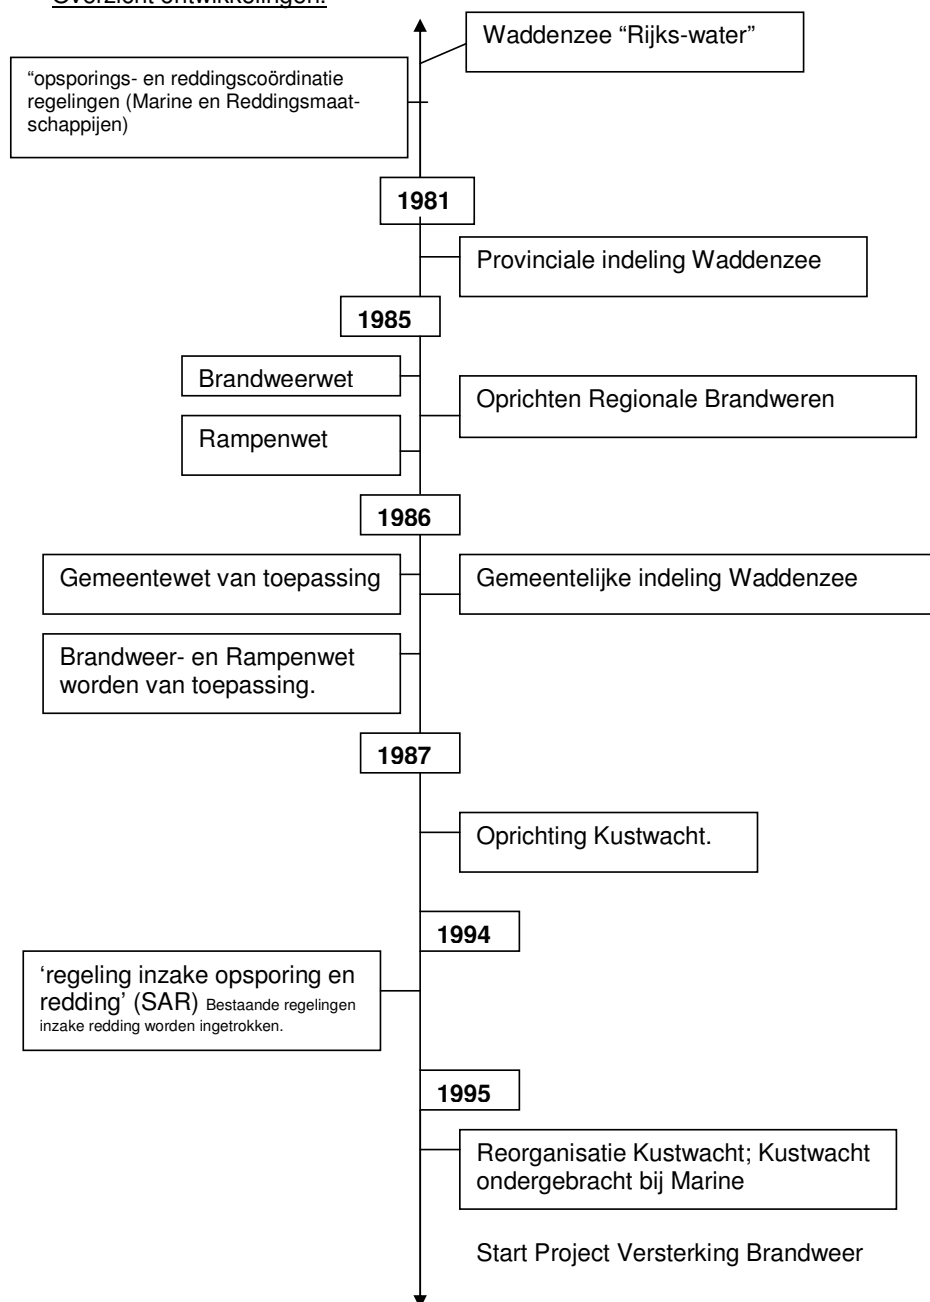 Overzicht ontwikkelingen:
Waddenzee “Rijks-water”
“opsporings- en reddingscoördinatie
regelingen (Marine en Reddingsmaat-
schappijen)
1981
Provinciale indeling Waddenzee
1985
Brandweerwet
Oprichten Regionale Brandweren
Rampenwet
1986
Gemeentewet van toepassing
Gemeentelijke indeling Waddenzee
Brandweer- en Rampenwet
worden van toepassing.
1987
Oprichting Kustwacht.
1994
‘regeling inzake opsporing en
redding’ (SAR) Bestaande regelingen
inzake redding worden ingetrokken.
1995
Reorganisatie Kustwacht; Kustwacht
ondergebracht bij Marine
Start Project Versterking Brandweer